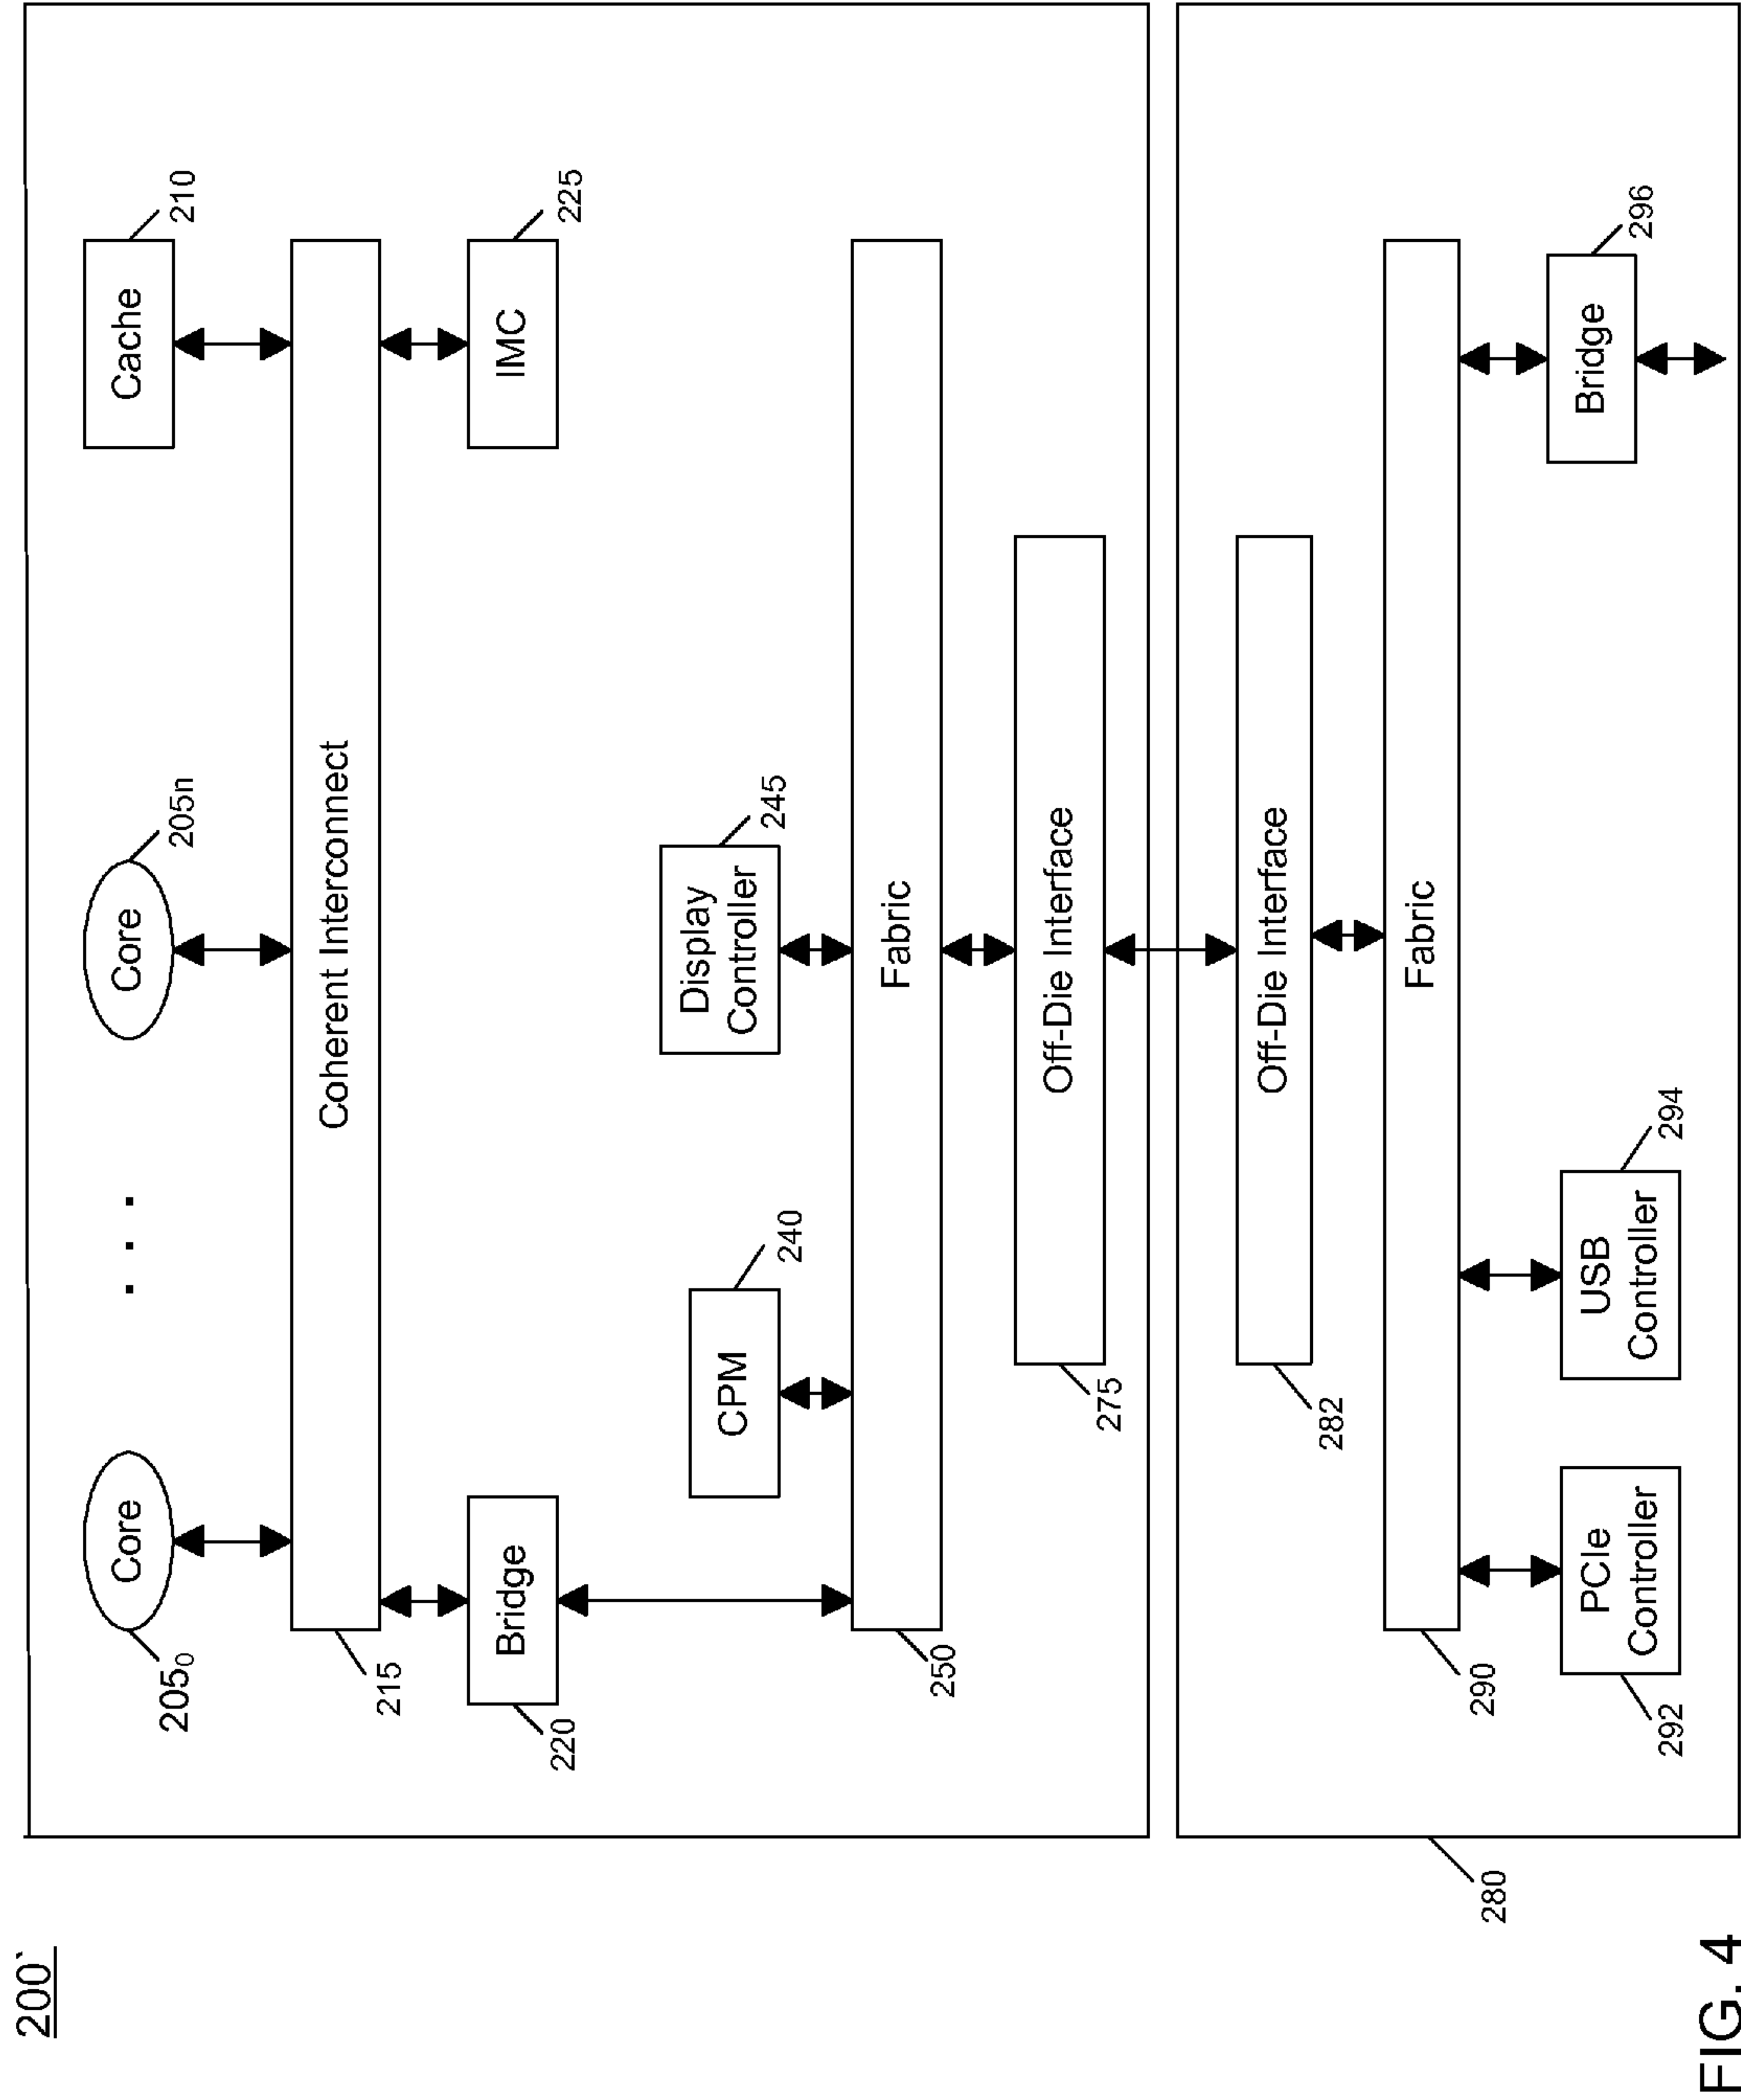 200`
Core
205₀
. . .
Core
205n
Cache
210
Coherent Interconnect
215
Bridge
220
IMC
225
CPM
240
Display
Controller
245
Fabric
250
Off-Die Interface
275
Off-Die Interface
282
280
Fabric
290
PCIe
Controller
292
USB
Controller
294
Bridge
296
FIG. 4